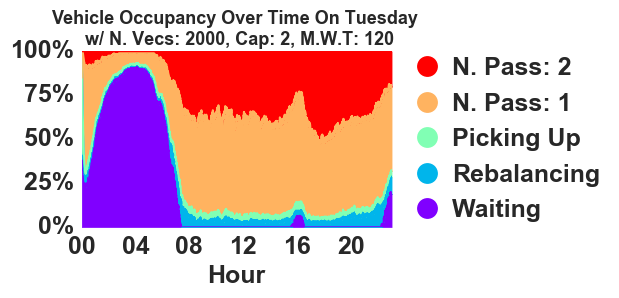 Vehicle Occupancy Over Time On Tuesday
w/ N. Vecs: 2000, Cap: 2, M.W.T: 120
100%
75%
50%
25%
0%
00 04 08 12 16 20
Hour
N. Pass: 2
N. Pass: 1
Picking Up
Rebalancing
Waiting